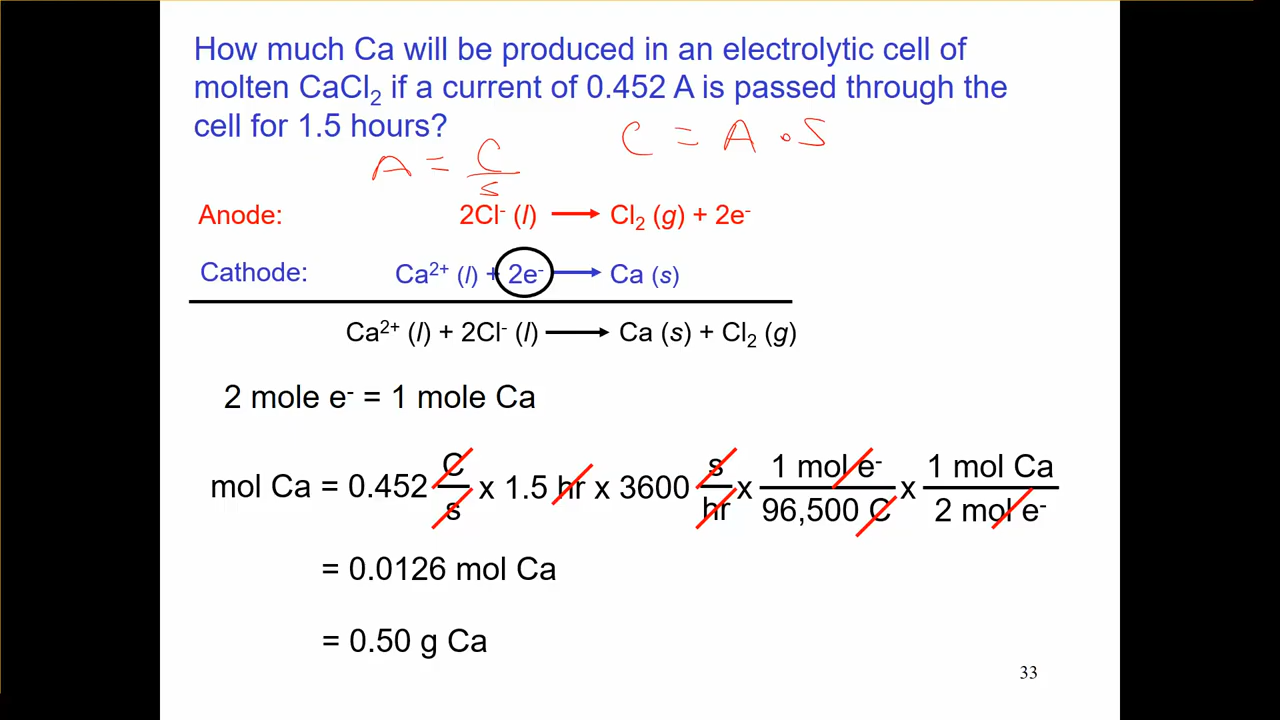 How much Ca will be produced in an electrolytic cell of
molten CaCl₂ if a current of 0.452 A is passed through the
cell for 1.5 hours?
A = C/s
C = A · S
Anode: 2Cl⁻ (l) → Cl₂ (g) + 2e⁻
Cathode: Ca²⁺ (l) + 2e⁻ → Ca (s)
Ca²⁺ (l) + 2Cl⁻ (l) → Ca (s) + Cl₂ (g)
2 mole e⁻ = 1 mole Ca
mol Ca = 0.452 C/s x 1.5 hr x 3600 s/hr x 1 mol e⁻/96,500 C x 1 mol Ca/2 mol e⁻
= 0.0126 mol Ca
= 0.50 g Ca
33